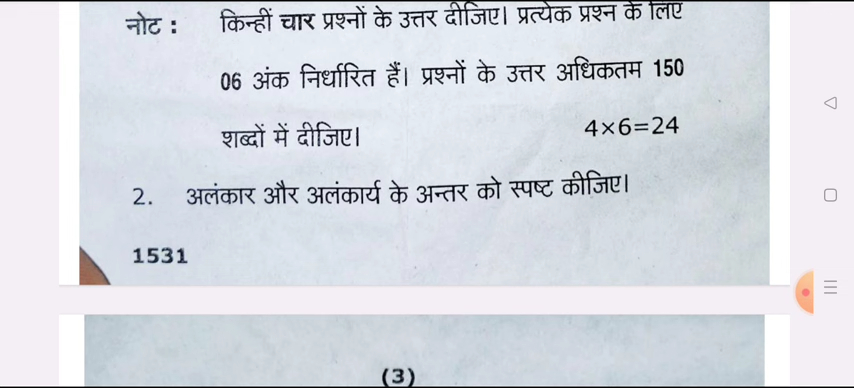 नोट : किन्हीं चार प्रश्नों के उत्तर दीजिए। प्रत्येक प्रश्न के लिए
06 अंक निर्धारित हैं। प्रश्नों के उत्तर अधिकतम 150
शब्दों में दीजिए। 4×6=24
2. अलंकार और अलंकार्य के अन्तर को स्पष्ट कीजिए।
1531
(3)